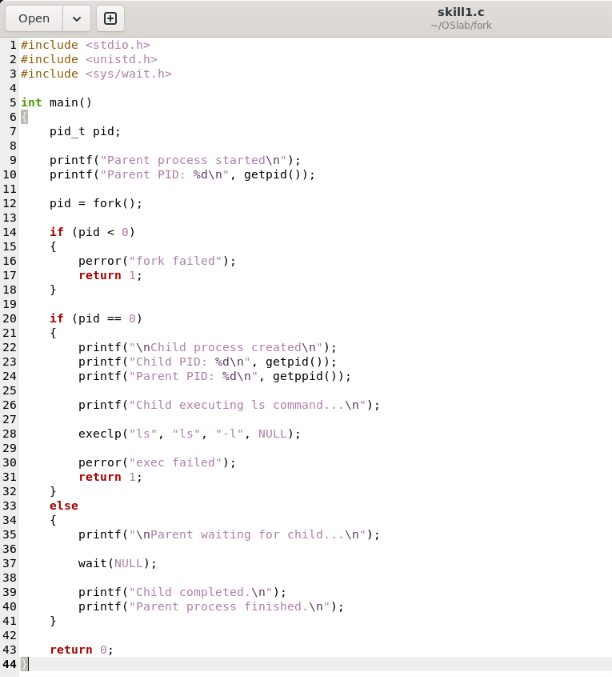 Open
skill1.c
~/OSlab/fork
1 #include <stdio.h>
2 #include <unistd.h>
3 #include <sys/wait.h>
4
5 int main()
6 {
7     pid_t pid;
8
9     printf("Parent process started\n");
10     printf("Parent PID: %d\n", getpid());
11
12     pid = fork();
13
14     if (pid < 0)
15     {
16         perror("fork failed");
17         return 1;
18     }
19
20     if (pid == 0)
21     {
22         printf("\nChild process created\n");
23         printf("Child PID: %d\n", getpid());
24         printf("Parent PID: %d\n", getppid());
25
26         printf("Child executing ls command...\n");
27
28         execlp("ls", "ls", "-l", NULL);
29
30         perror("exec failed");
31         return 1;
32     }
33     else
34     {
35         printf("\nParent waiting for child...\n");
36
37         wait(NULL);
38
39         printf("Child completed.\n");
40         printf("Parent process finished.\n");
41     }
42
43     return 0;
44 }